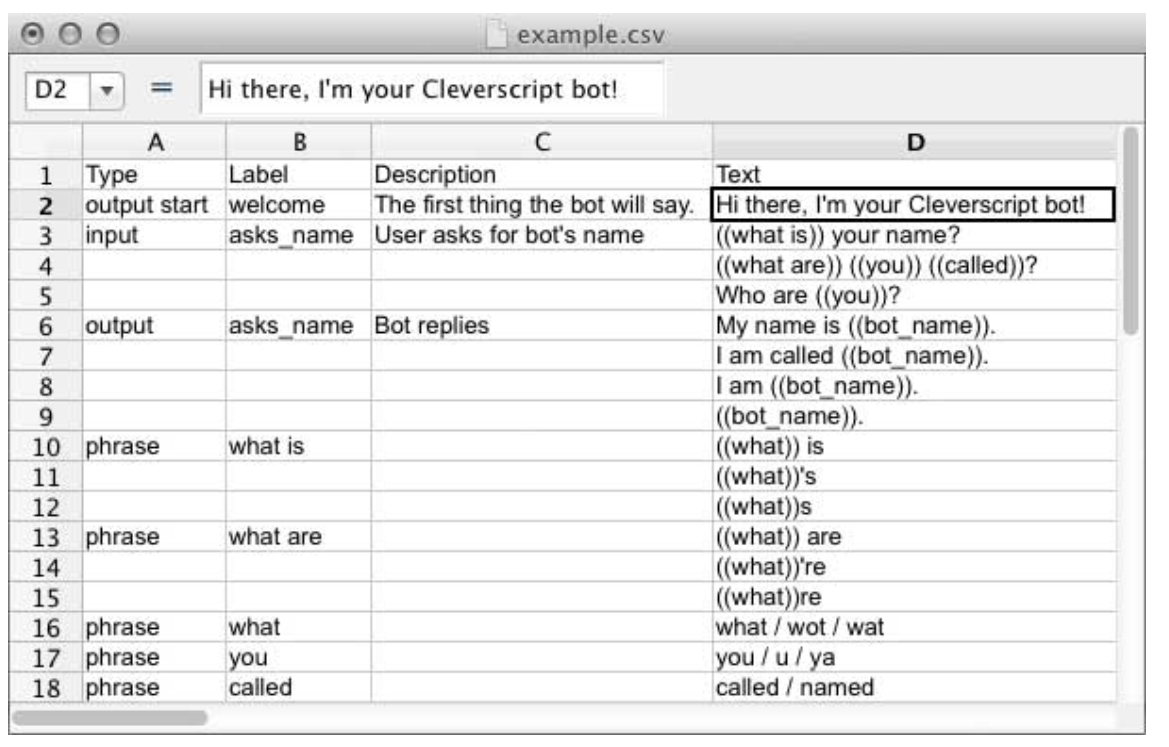 example.csv
D2 = Hi there, I'm your Cleverscript bot!
A B C D
1 Type Label Description Text
2 output start welcome The first thing the bot will say. Hi there, I'm your Cleverscript bot!
3 input asks_name User asks for bot's name ((what is)) your name?
4 ((what are)) ((you)) ((called))?
5 Who are ((you))?
6 output asks_name Bot replies My name is ((bot_name)).
7 I am called ((bot_name)).
8 I am ((bot_name)).
9 ((bot_name)).
10 phrase what is ((what)) is
11 ((what))'s
12 ((what))s
13 phrase what are ((what)) are
14 ((what))'re
15 ((what))re
16 phrase what what / wot / wat
17 phrase you you / u / ya
18 phrase called called / named